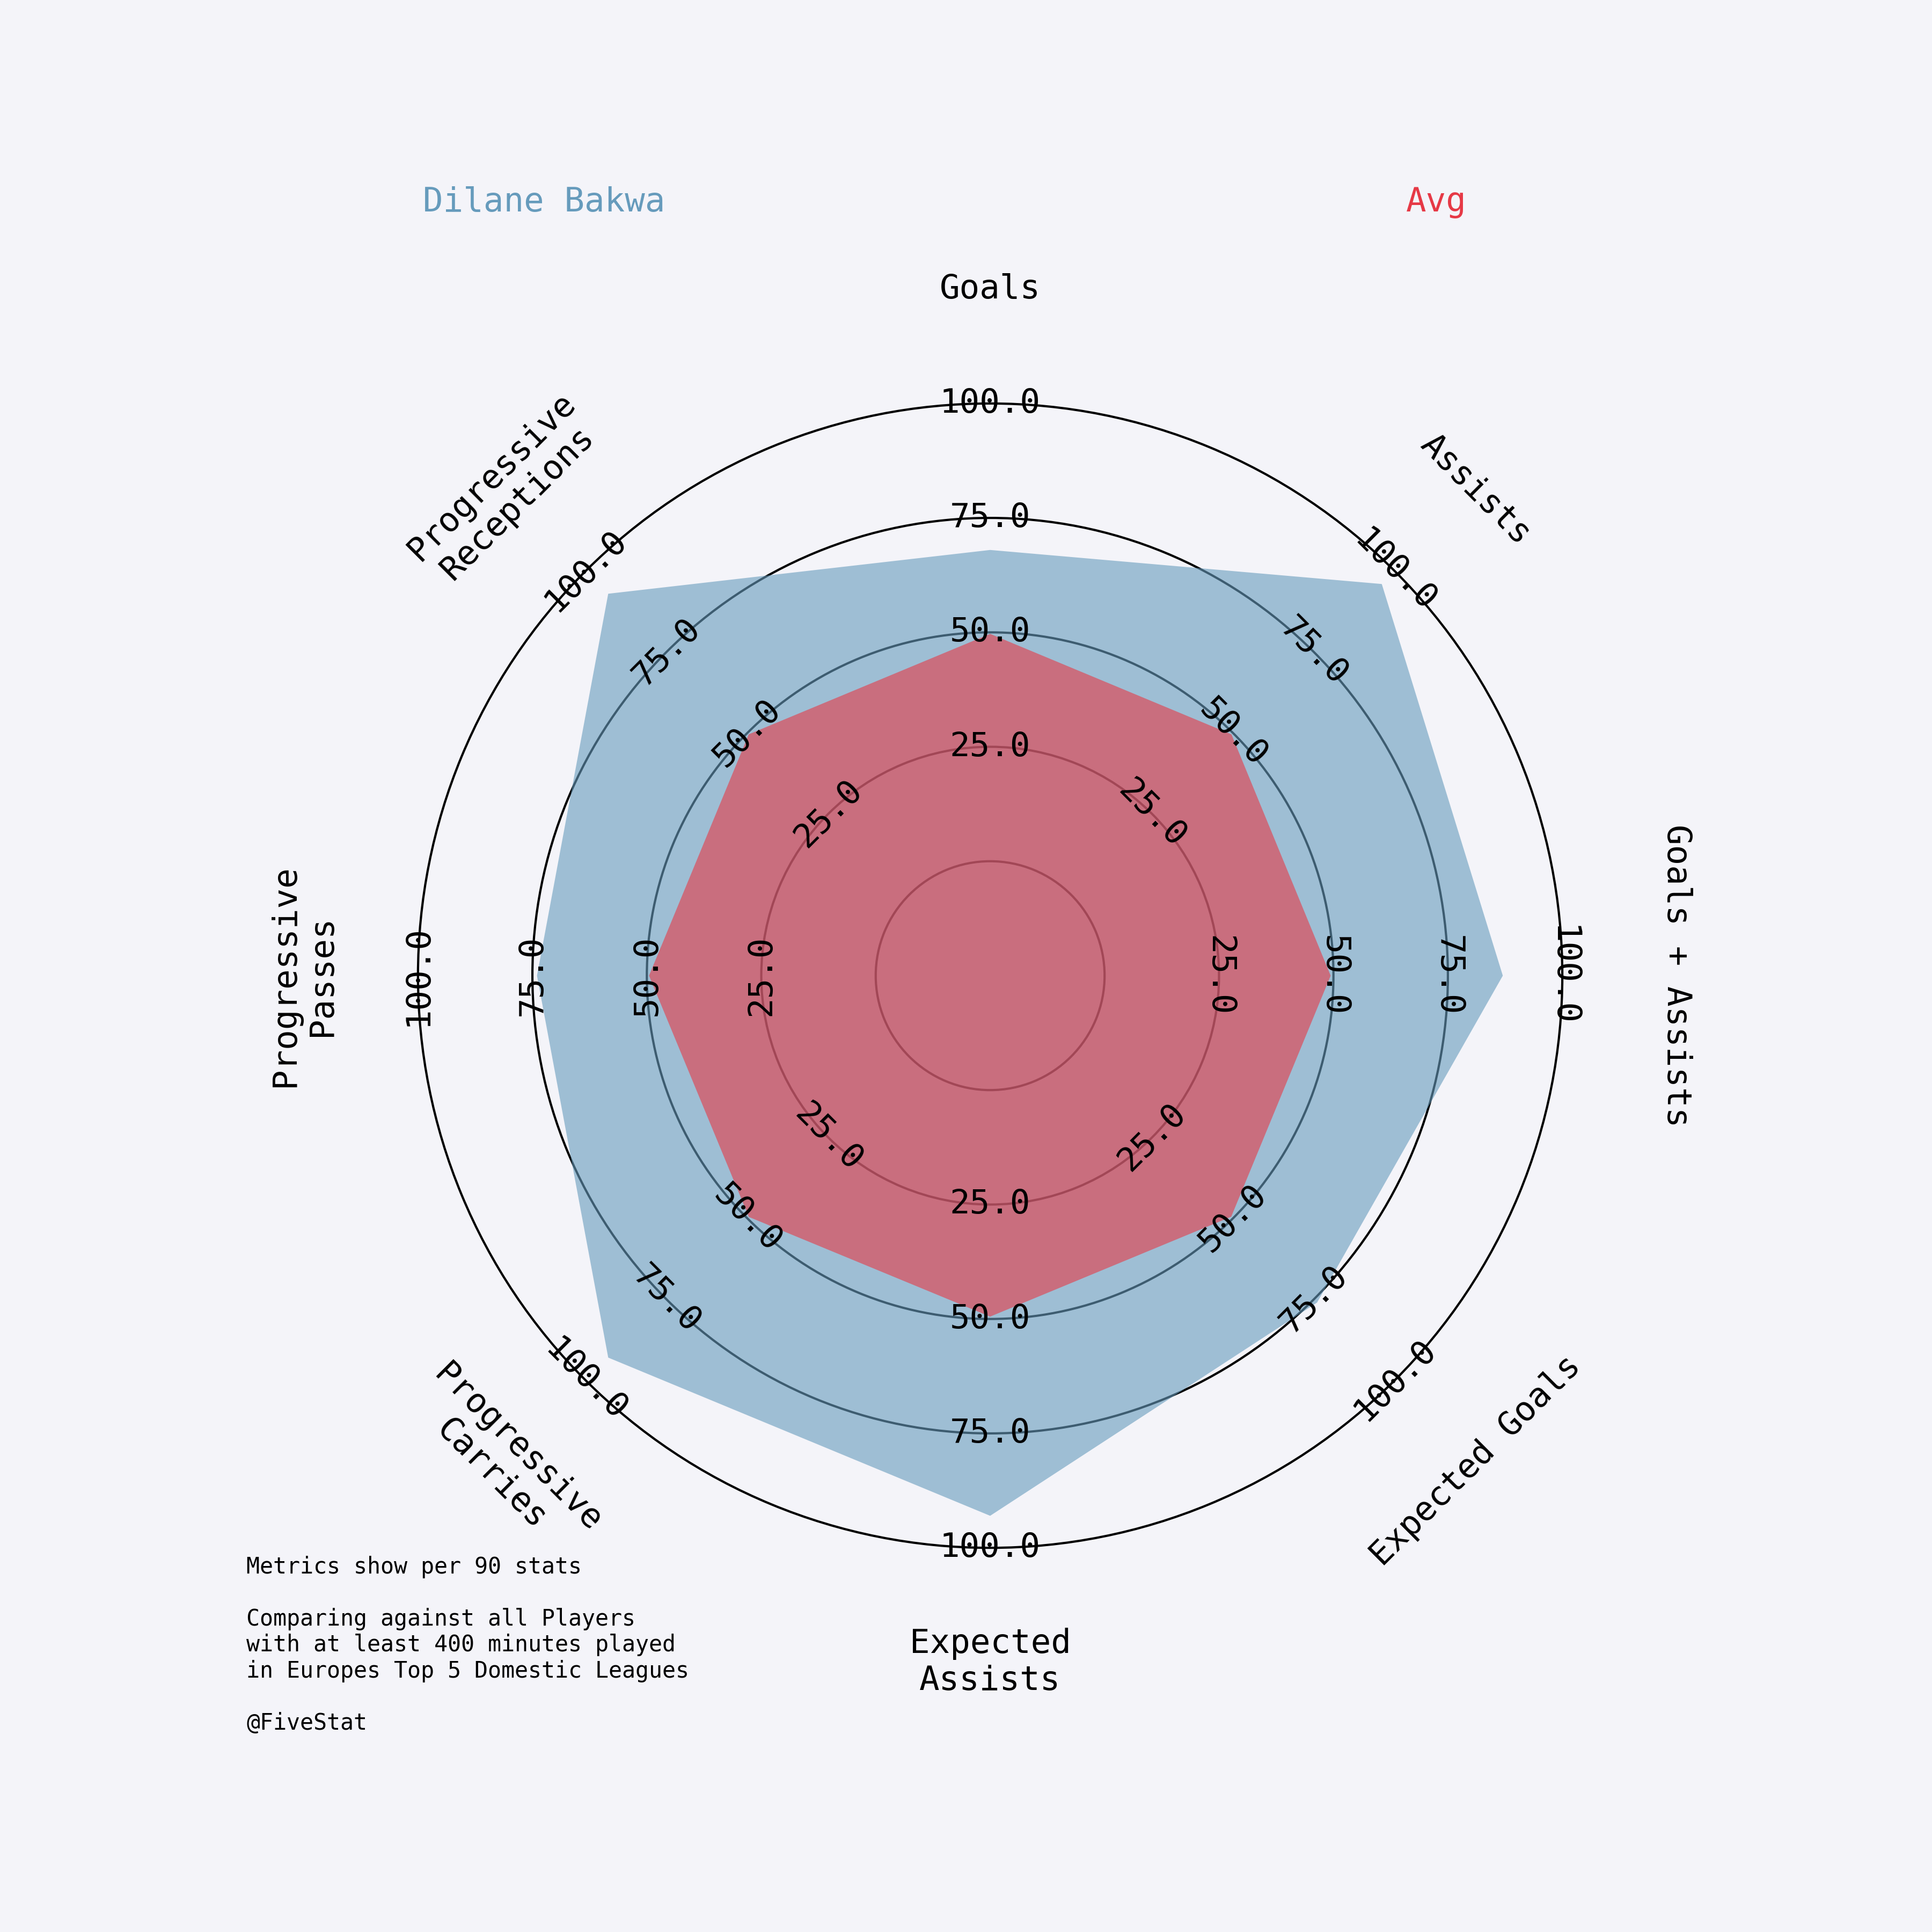 Dilane Bakwa
Avg
Goals
Assists
Goals + Assists
Expected Goals
Expected
Assists
Progressive
Carries
Progressive
Passes
Progressive
Receptions
25.0
50.0
75.0
100.0
25.0
50.0
75.0
100.0
25.0
50.0
75.0
100.0
25.0
50.0
75.0
100.0
25.0
50.0
75.0
100.0
25.0
50.0
75.0
100.0
25.0
50.0
75.0
100.0
25.0
50.0
75.0
100.0
Metrics show per 90 stats
Comparing against all Players
with at least 400 minutes played
in Europes Top 5 Domestic Leagues
@FiveStat